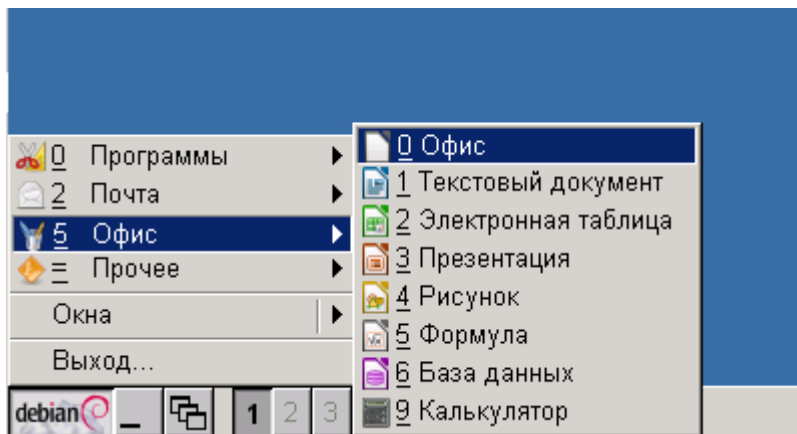 0 Программы
2 Почта
5 Офис
= Прочее
Окна
Выход...
debian
1 2 3
0 Офис
1 Текстовый документ
2 Электронная таблица
3 Презентация
4 Рисунок
5 Формула
6 База данных
9 Калькулятор